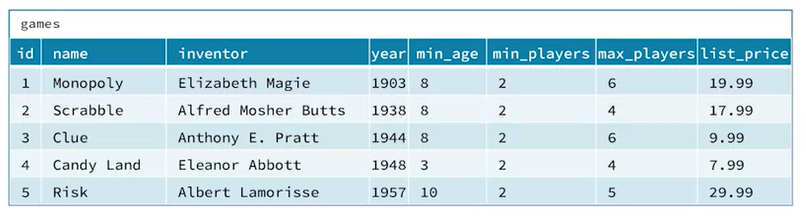 games
id name inventor year min_age min_players max_players list_price
1 Monopoly Elizabeth Magie 1903 8 2 6 19.99
2 Scrabble Alfred Mosher Butts 1938 8 2 4 17.99
3 Clue Anthony E. Pratt 1944 8 2 6 9.99
4 Candy Land Eleanor Abbott 1948 3 2 4 7.99
5 Risk Albert Lamorisse 1957 10 2 5 29.99